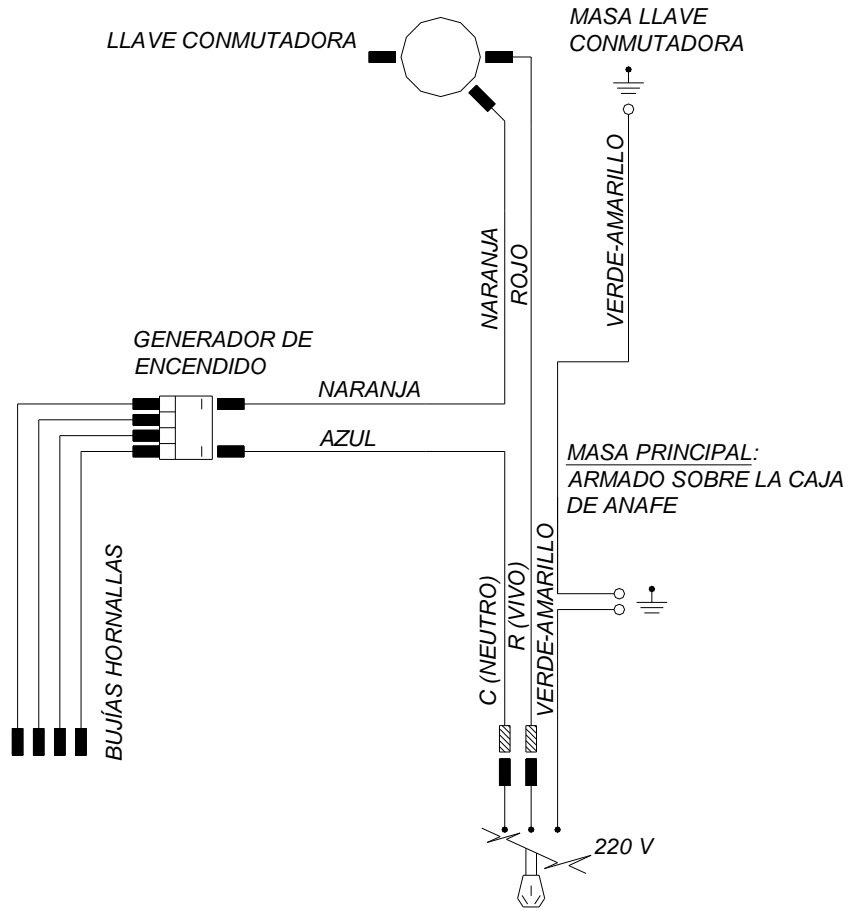 LLAVE CONMUTADORA
MASA LLAVE
CONMUTADORA
NARANJA
ROJO
VERDE-AMARILLO
GENERADOR DE
ENCENDIDO
NARANJA
AZUL
MASA PRINCIPAL:
ARMADO SOBRE LA CAJA
DE ANAFE
BUJÍAS HORNALLAS
C (NEUTRO)
R (VIVO)
VERDE-AMARILLO
220 V